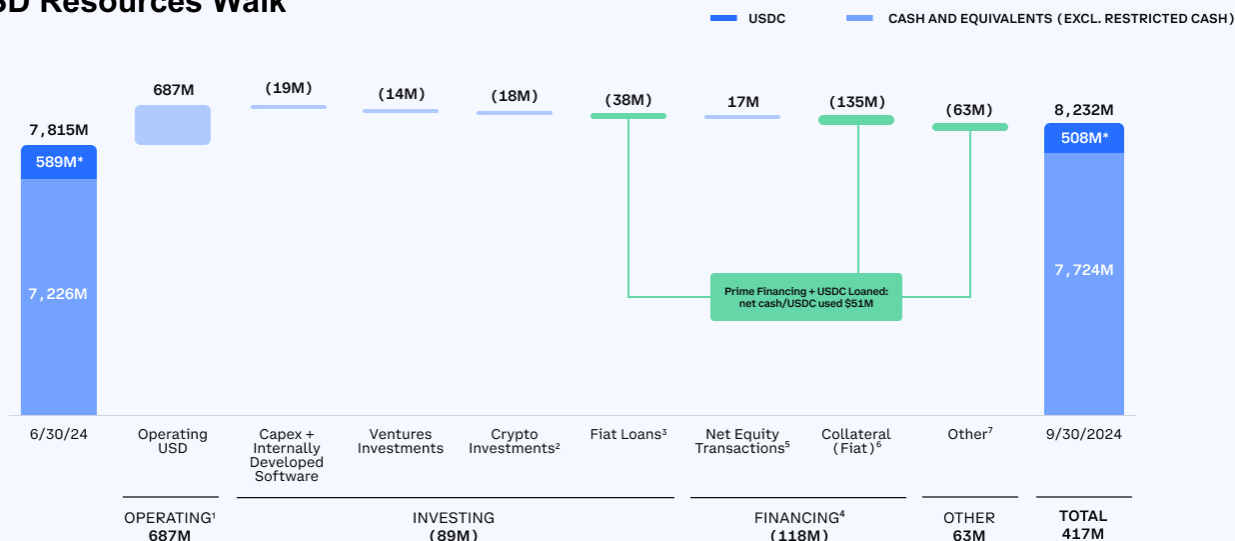 SD Resources Walk
USDC
CASH AND EQUIVALENTS (EXCL. RESTRICTED CASH)
687M
(19M)
(14M)
(18M)
(38M)
17M
(135M)
(63M)
8,232M
7,815M
589M*
508M*
7,226M
7,724M
Prime Financing + USDC Loaned:
net cash/USDC used $51M
6/30/24
Operating
USD
Capex +
Internally
Developed
Software
Ventures
Investments
Crypto
Investments²
Fiat Loans³
Net Equity
Transactions⁵
Collateral
(Fiat)⁶
Other⁷
9/30/2024
OPERATING¹
687M
INVESTING
(89M)
FINANCING⁴
(118M)
OTHER
63M
TOTAL
417M